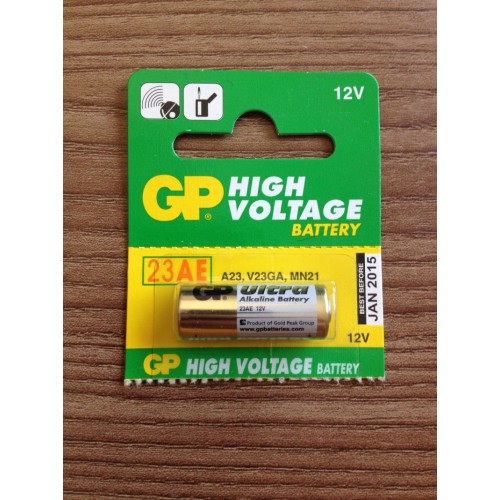 12V
GP HIGH VOLTAGE BATTERY
23AE
A23, V23GA, MN21
BEST BEFORE
JAN 2015
GP Ultra
Alkaline Battery
23AE 12V
Product of Gold Peak Group
www.gpbatteries.com
12V
GP HIGH VOLTAGE BATTERY